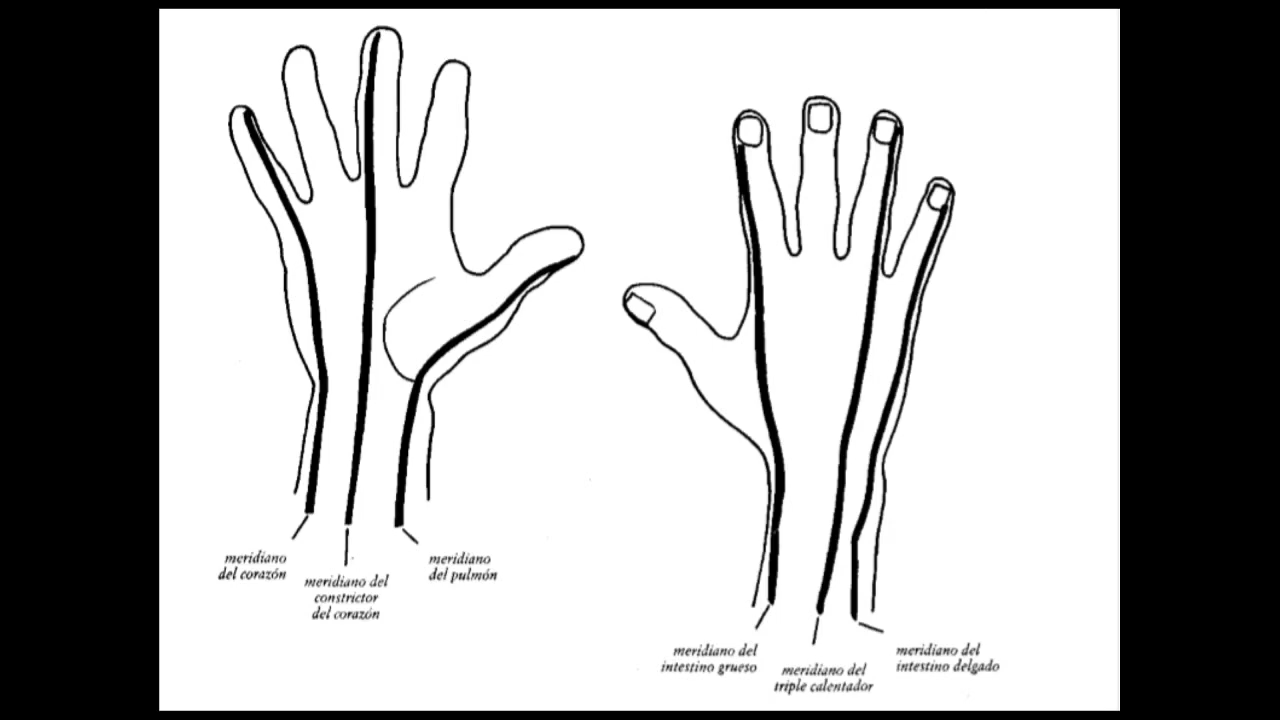 meridiano
del corazón
meridiano del
constrictor
del corazón
meridiano
del pulmón
meridiano del
intestino grueso
meridiano del
triple calentador
meridiano del
intestino delgado